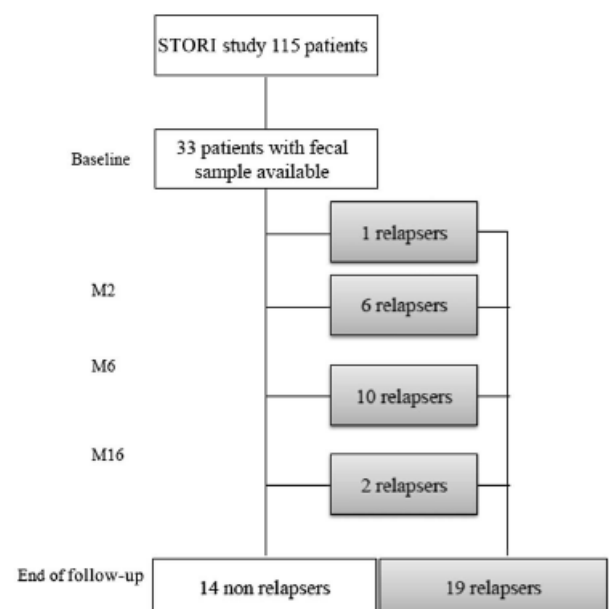 STORI study 115 patients
Baseline
33 patients with fecal
sample available
1 relapsers
M2
6 relapsers
M6
10 relapsers
M16
2 relapsers
End of follow-up
14 non relapsers
19 relapsers